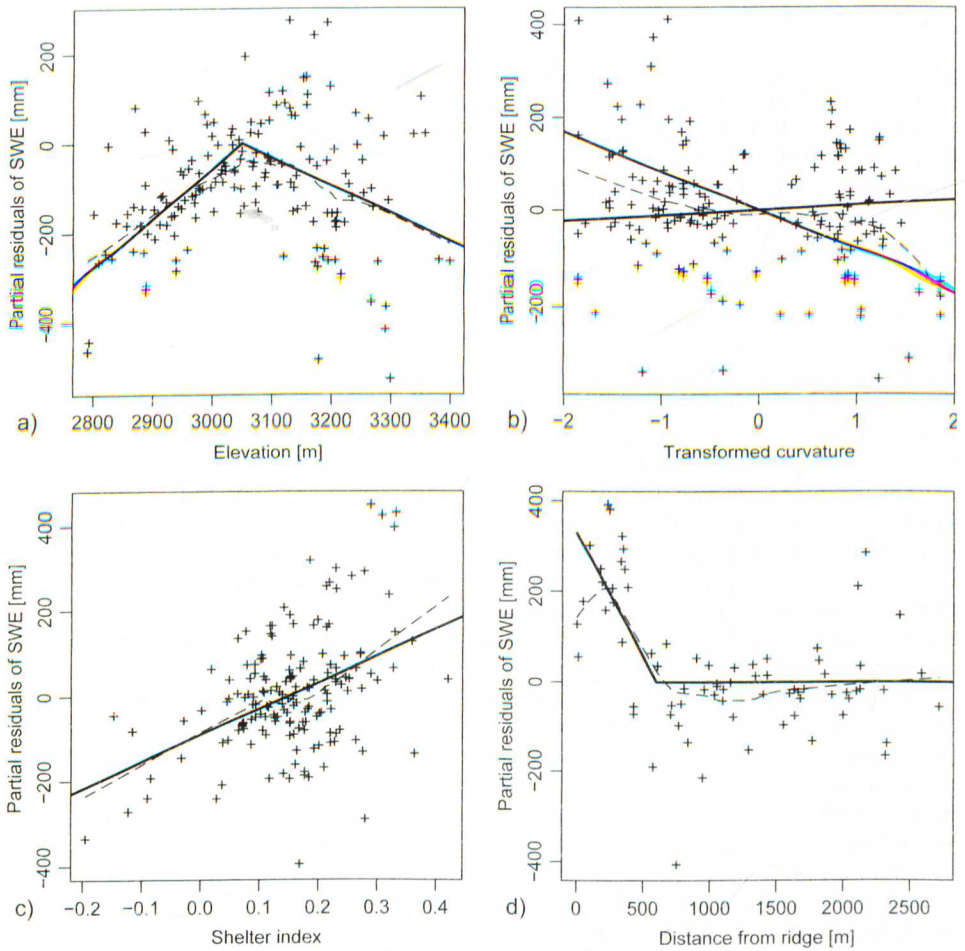 Partiial residuals of SWE [mm]
200
0
-200
-400
2800 2900 3000 3100 3200 3300 3400
Elevation [m]
a)
Partiial residuals of SWE [mm]
400
200
0
-200
-2 -1 0 1 2
Transformed curvature
b)
Partial residuals of SWE [mm]
400
200
0
-200
-400
-0.2 -0.1 0.0 0.1 0.2 0.3 0.4
Shelter index
c)
Partial residuals of SWE [mm]
400
200
0
-200
-400
0 500 1000 1500 2000 2500
Distance from ridge [m]
d)